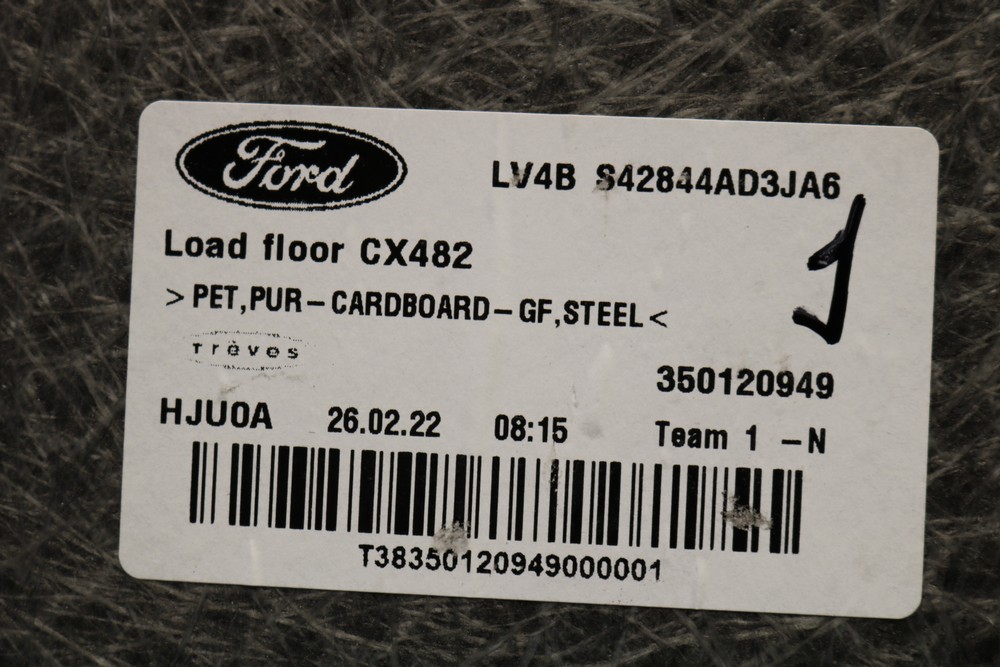 Ford
LV4B S42844AD3JA6
Load floor CX482
> PET,PUR-CARDBOARD-GF,STEEL <
Trèves
350120949
HJU0A 26.02.22 08:15 Team 1 -N
T38350120949000001